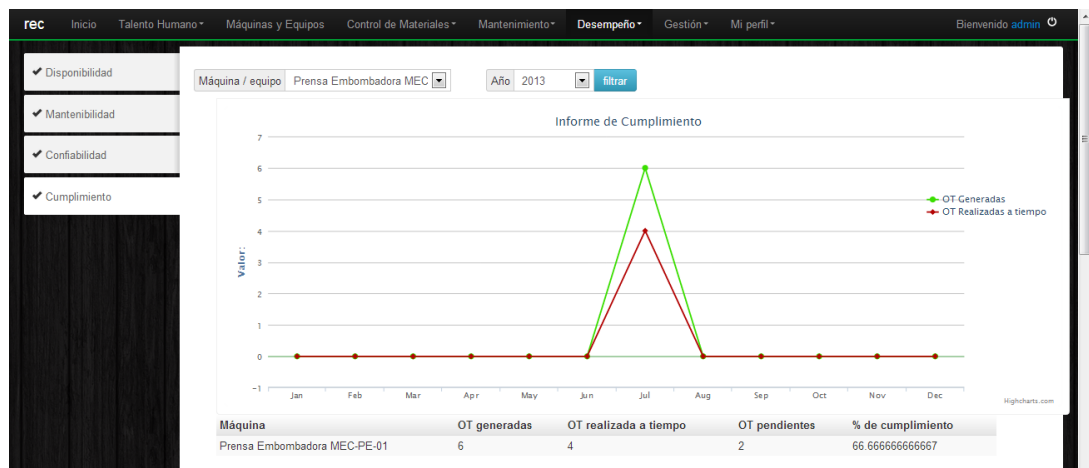 rec Inicio Talento Humano Máquinas y Equipos Control de Materiales Mantenimiento Desempeño Gestión Mi perfil Bienvenido admin
Disponibilidad
Mantenibilidad
Confiabilidad
Cumplimiento
Máquina / equipo Prensa Embombadora MEC Año 2013 filtrar
Informe de Cumplimiento
Valor:
7
6
5
4
3
2
1
0
-1
Jan Feb Mar Apr May Jun Jul Aug Sep Oct Nov Dec
OT Generadas
OT Realizadas a tiempo
Highcharts.com
Máquina OT generadas OT realizada a tiempo OT pendientes % de cumplimiento
Prensa Embombadora MEC-PE-01 6 4 2 66.666666666667